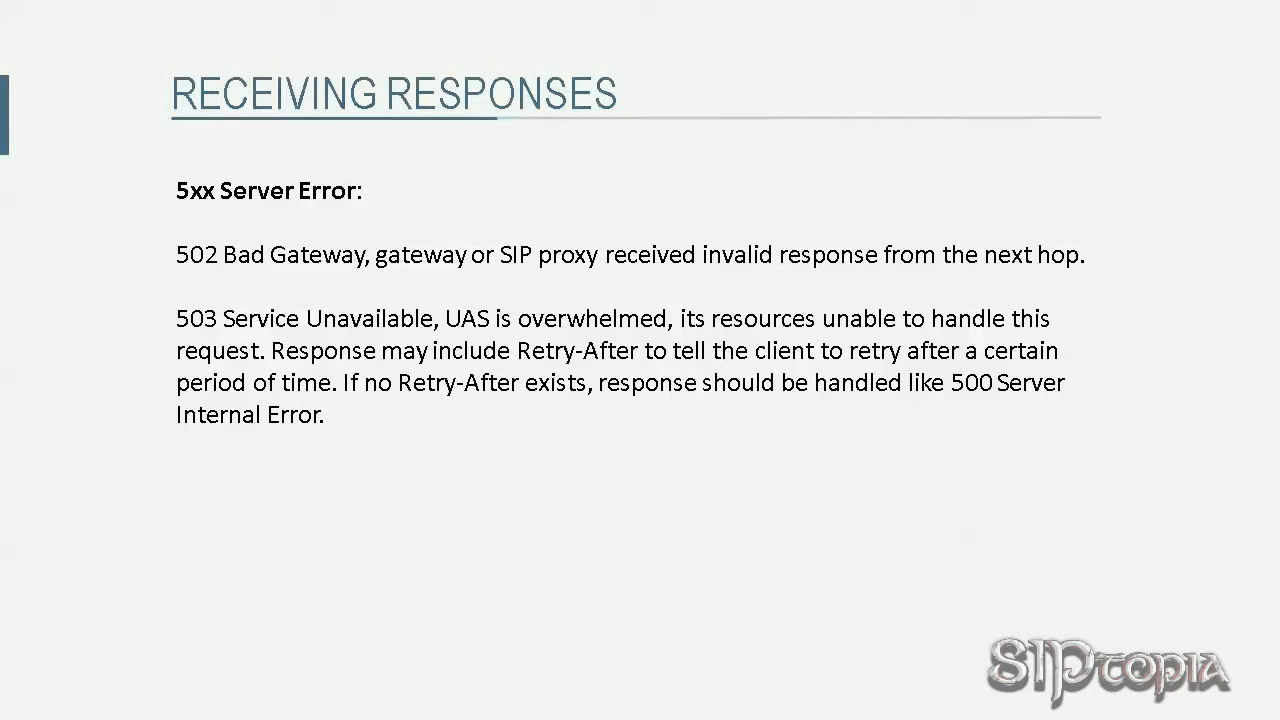 RECEIVING RESPONSES
5xx Server Error:
502 Bad Gateway, gateway or SIP proxy received invalid response from the next hop.
503 Service Unavailable, UAS is overwhelmed, its resources unable to handle this
request. Response may include Retry-After to tell the client to retry after a certain
period of time. If no Retry-After exists, response should be handled like 500 Server
Internal Error.
SIPtopia